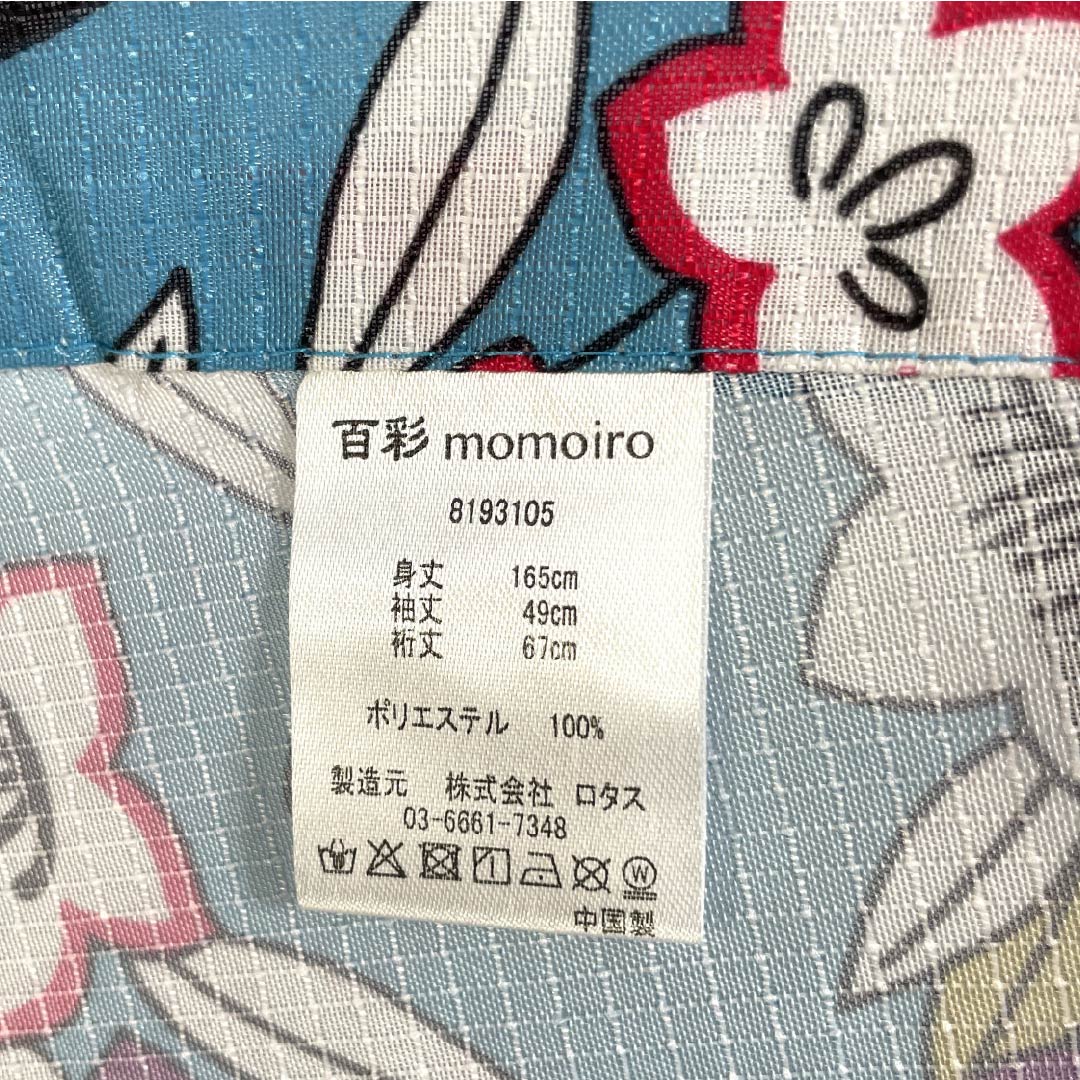 百彩 momoiro
8193105
身丈 165cm
袖丈 49cm
裄丈 67cm
ポリエステル 100%
製造元 株式会社 ロタス
03-6661-7348
W
中国製